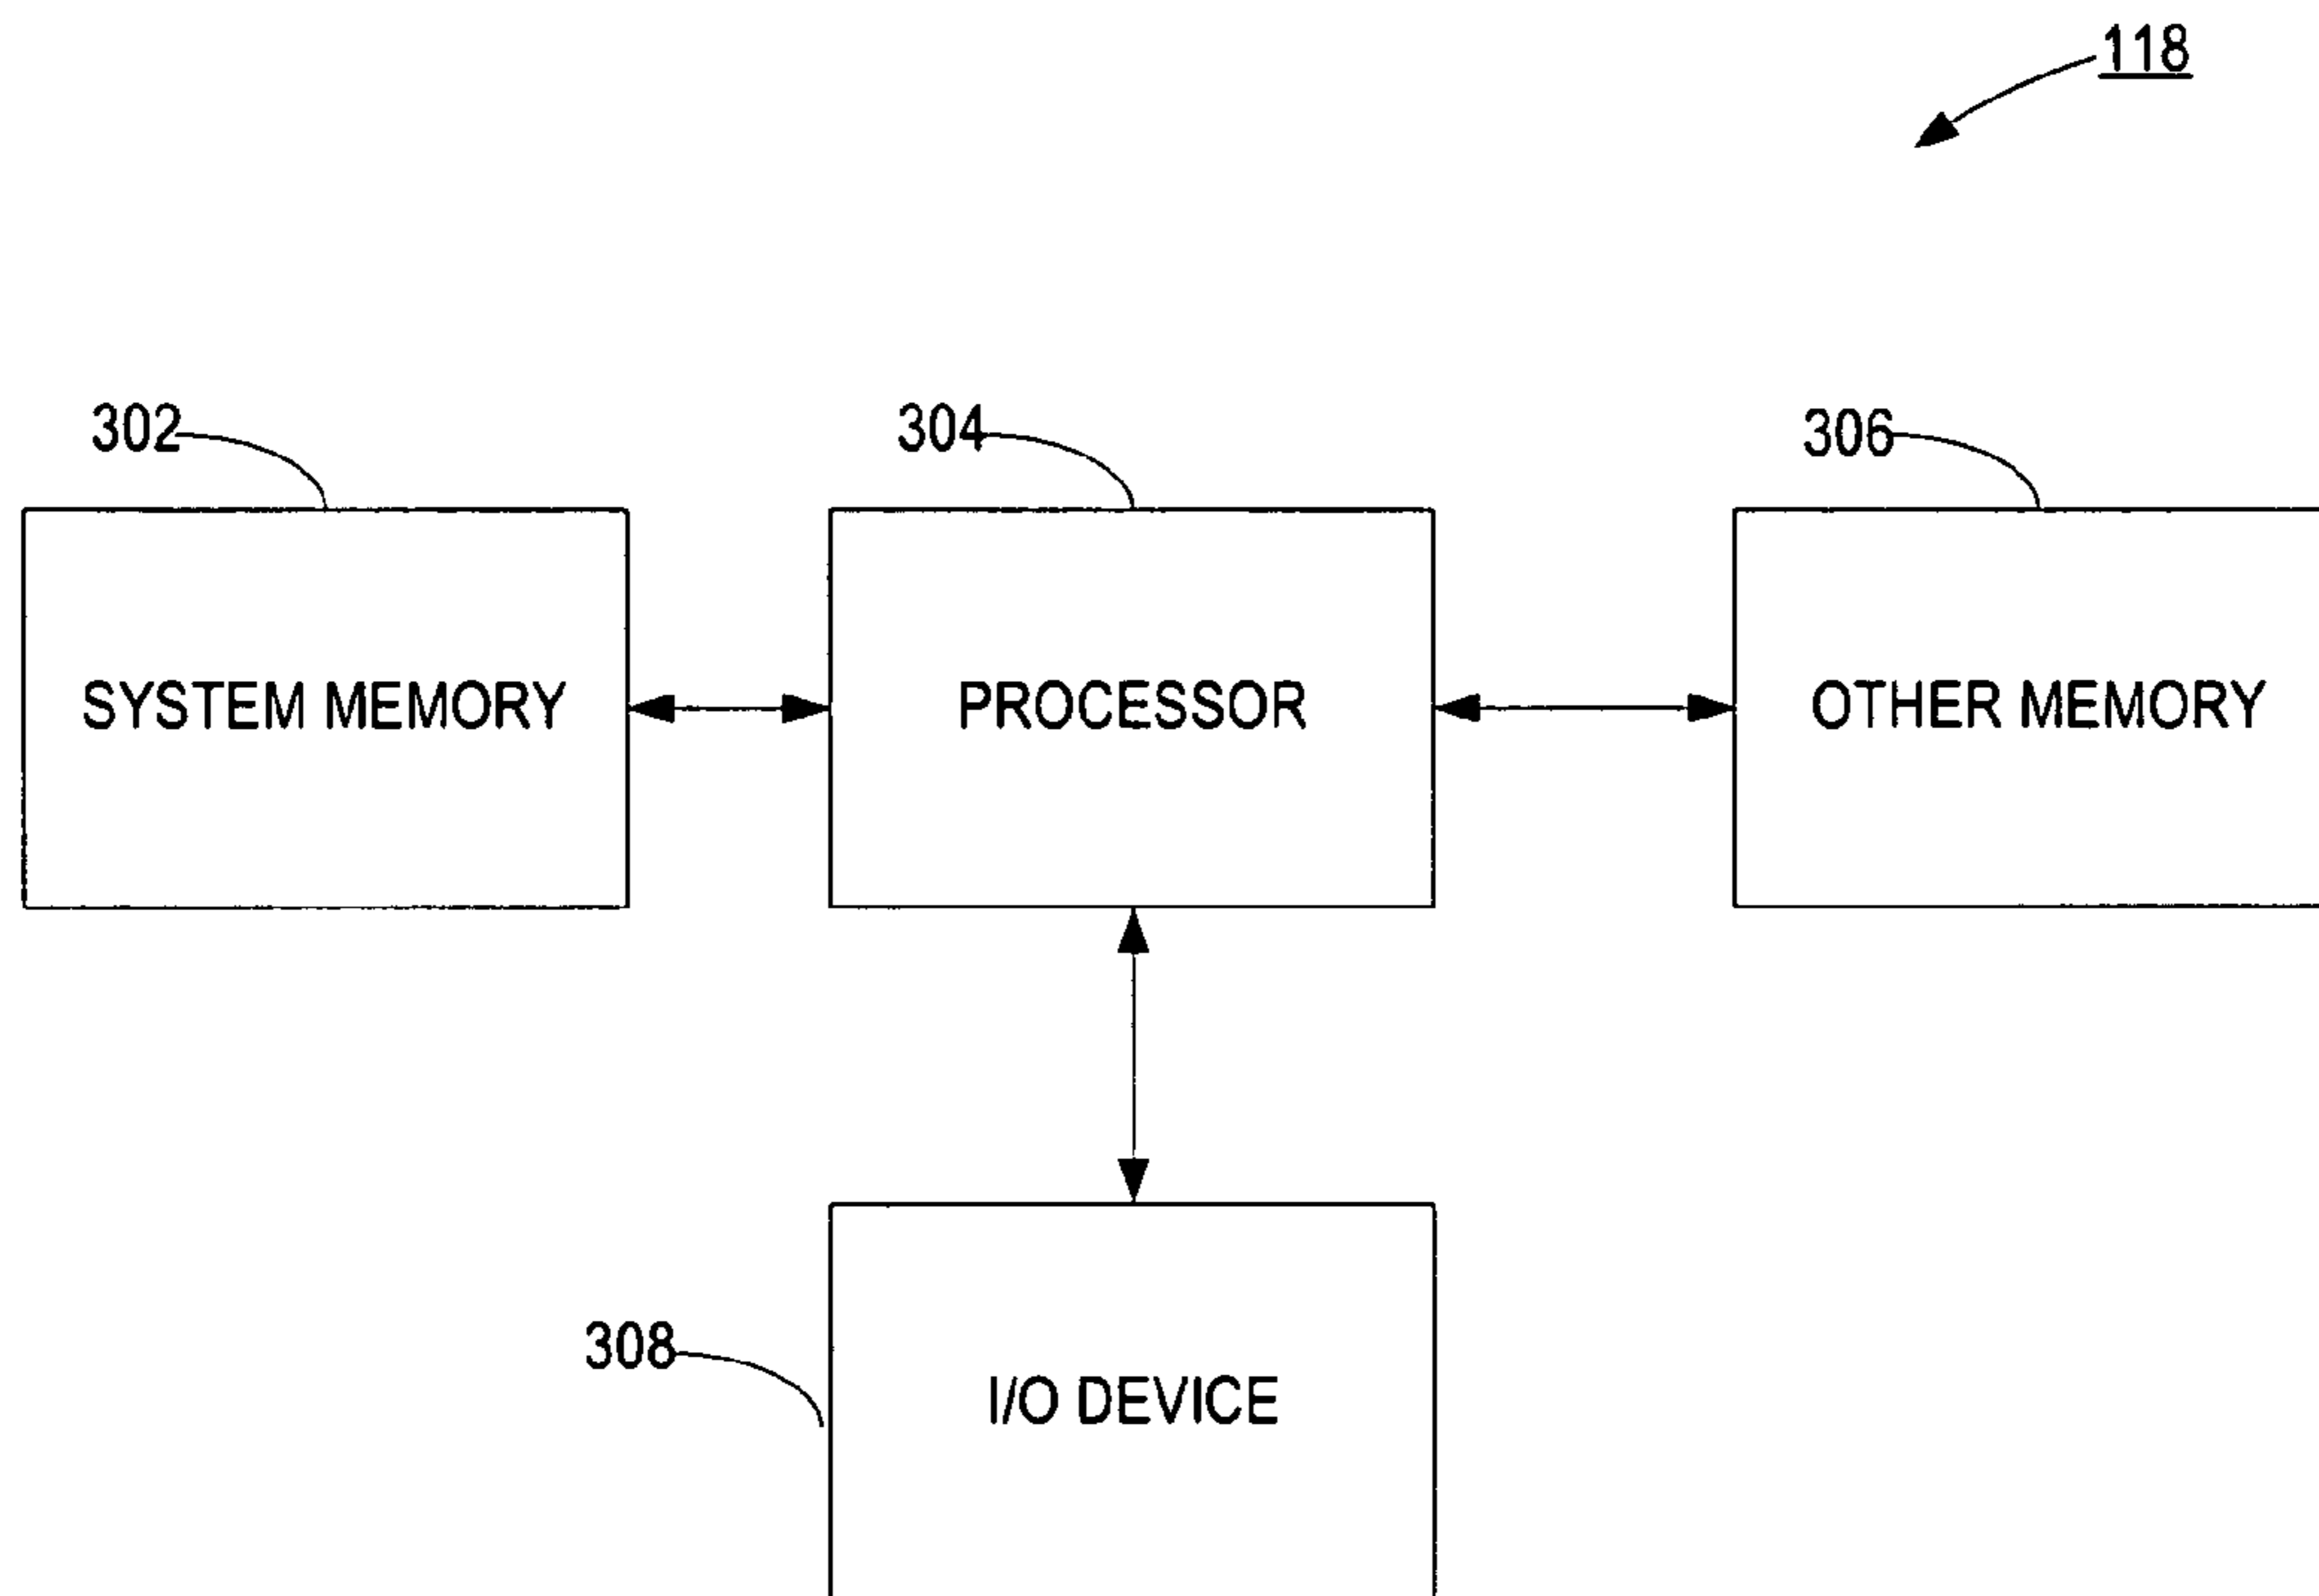 118
302
304
306
SYSTEM MEMORY
PROCESSOR
OTHER MEMORY
308
I/O DEVICE